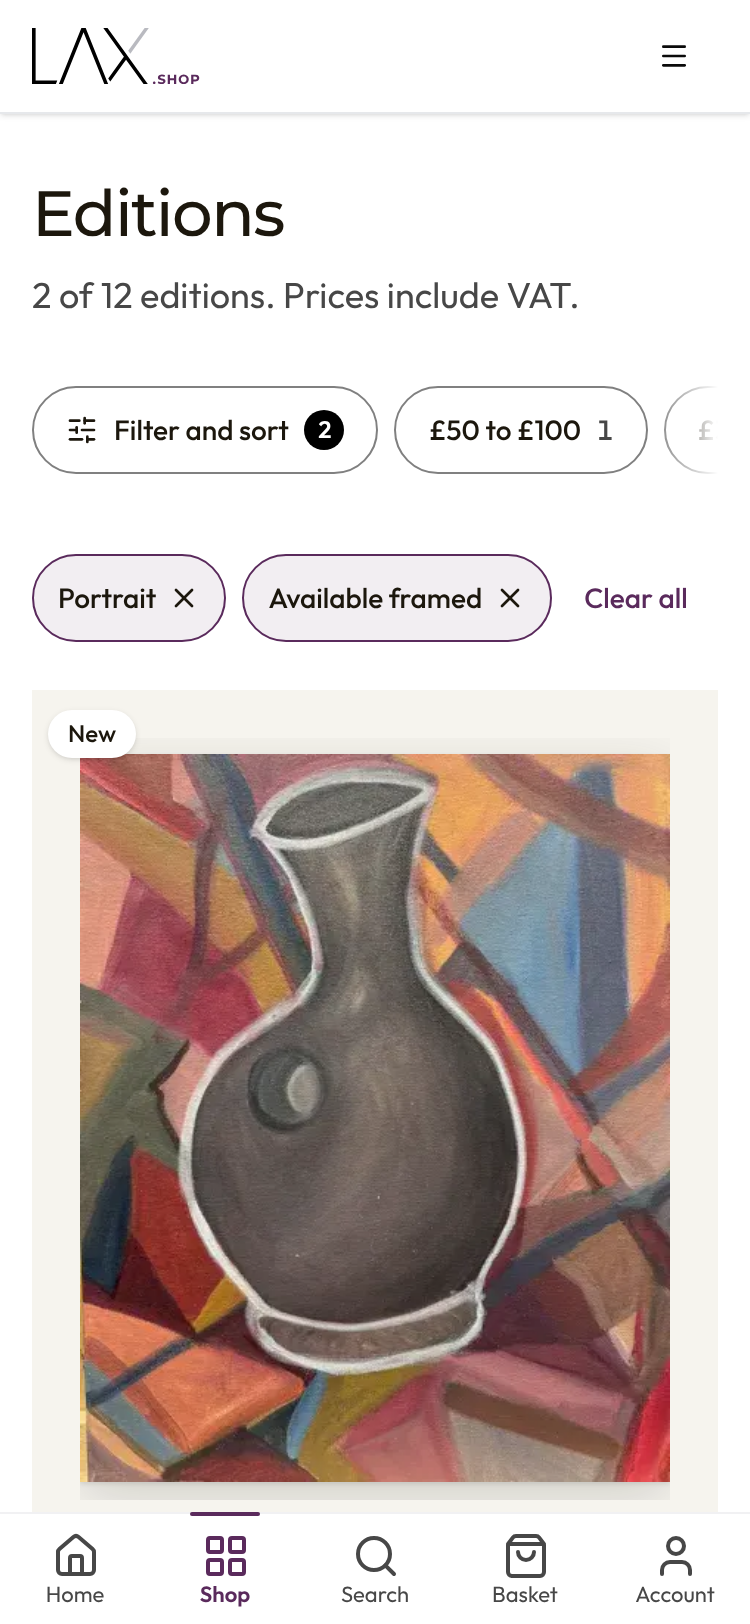 LAX.SHOP
Editions
2 of 12 editions. Prices include VAT.
Filter and sort 2
£50 to £100 1
£
Portrait
Available framed
Clear all
New
Home
Shop
Search
Basket
Account